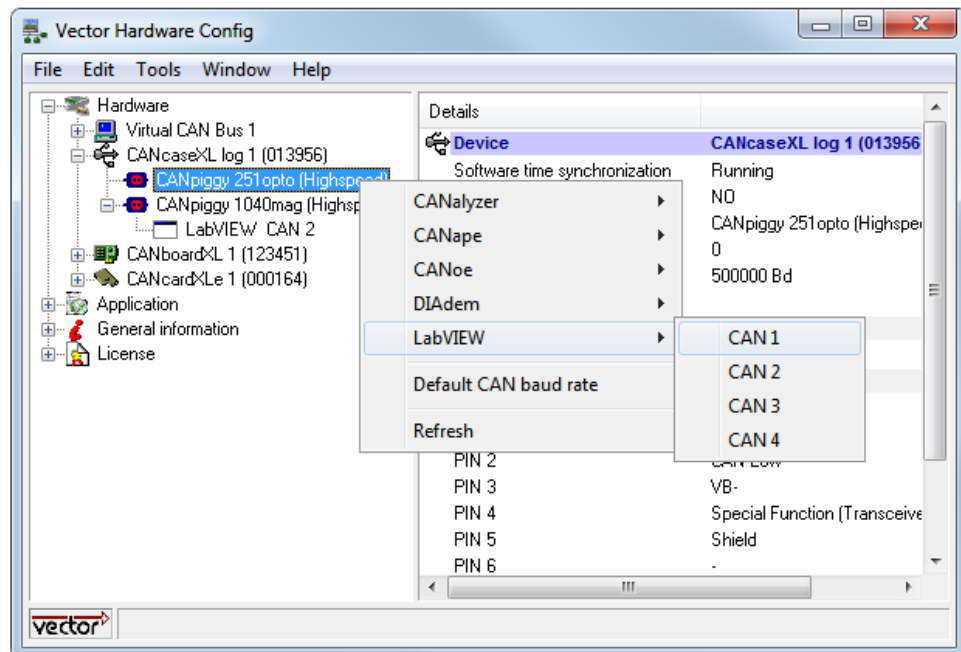 Vector Hardware Config
File Edit Tools Window Help
Hardware
Virtual CAN Bus 1
CANcaseXL log 1 (013956)
CANpiggy 251opto (Highspeed)
CANpiggy 1040mag (Highsp
LabVIEW CAN 2
CANboardXL 1 (123451)
CANcardXLe 1 (000164)
Application
General information
License
Details
Device CANcaseXL log 1 (013956
Software time synchronization Running
NO
CANpiggy 251opto (Highspe
0
500000 Bd
CANalyzer
CANape
CANoe
DIAdem
LabVIEW
Default CAN baud rate
Refresh
CAN 1
CAN 2
CAN 3
CAN 4
PIN 2 CAN Low
PIN 3 VB-
PIN 4 Special Function (Transceive
PIN 5 Shield
PIN 6 -
vector